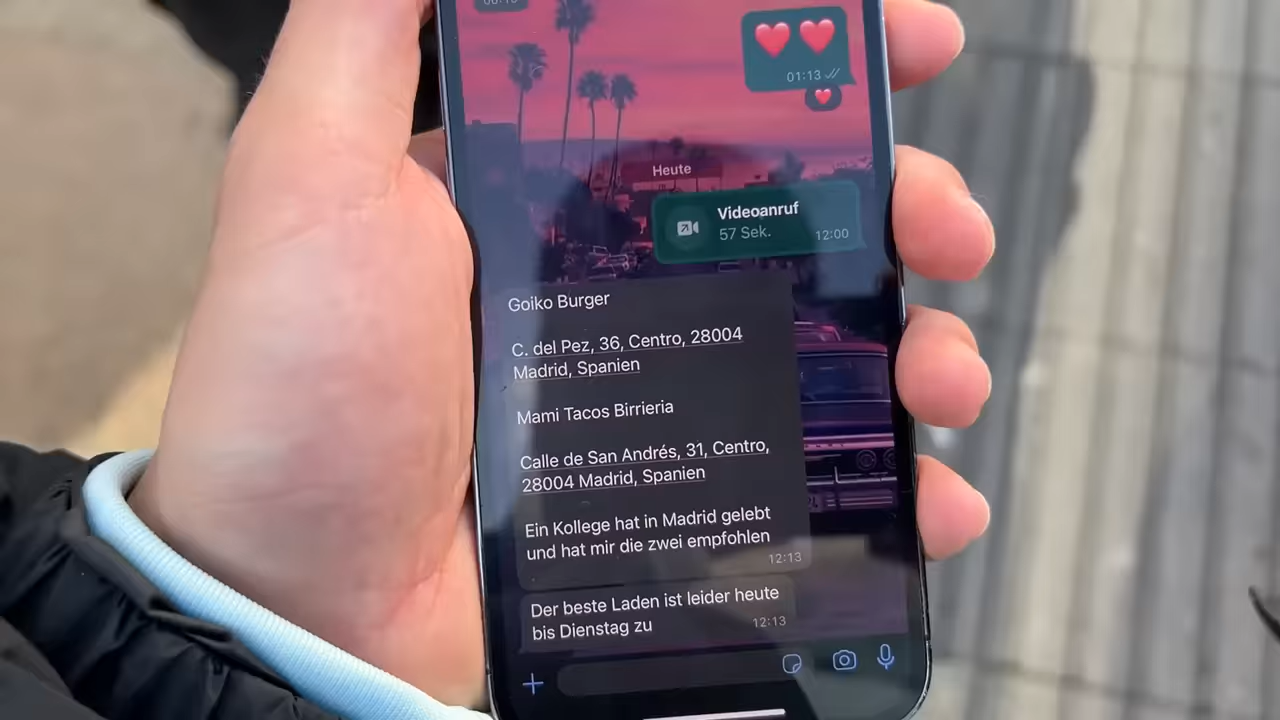 01:13
Heute
Videoanruf
57 Sek.
12:00
Goiko Burger
C. del Pez, 36, Centro, 28004
Madrid, Spanien
Mami Tacos Birrieria
Calle de San Andrés, 31, Centro,
28004 Madrid, Spanien
Ein Kollege hat in Madrid gelebt
und hat mir die zwei empfohlen
12:13
Der beste Laden ist leider heute
bis Dienstag zu
12:13